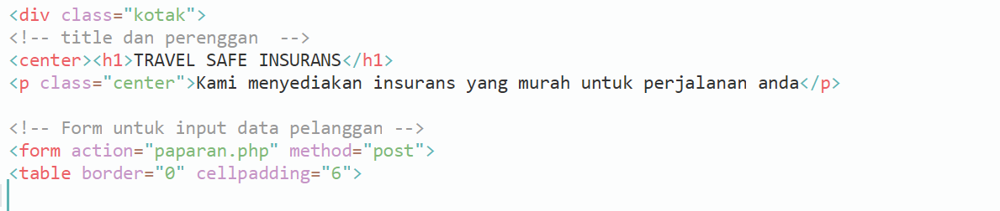 <div class="kotak">
<!-- title dan perenggan  -->
<center><h1>TRAVEL SAFE INSURANS</h1>
<p class="center">Kami menyediakan insurans yang murah untuk perjalanan anda</p>
<!-- Form untuk input data pelanggan -->
<form action="paparan.php" method="post">
<table border="0" cellpadding="6">